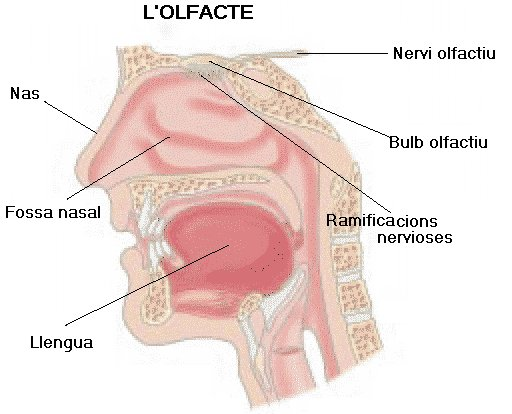 L'OLFACTE
Nervi olfactiu
Nas
Bulb olfactiu
Fossa nasal
Ramificacions
nervioses
Llengua